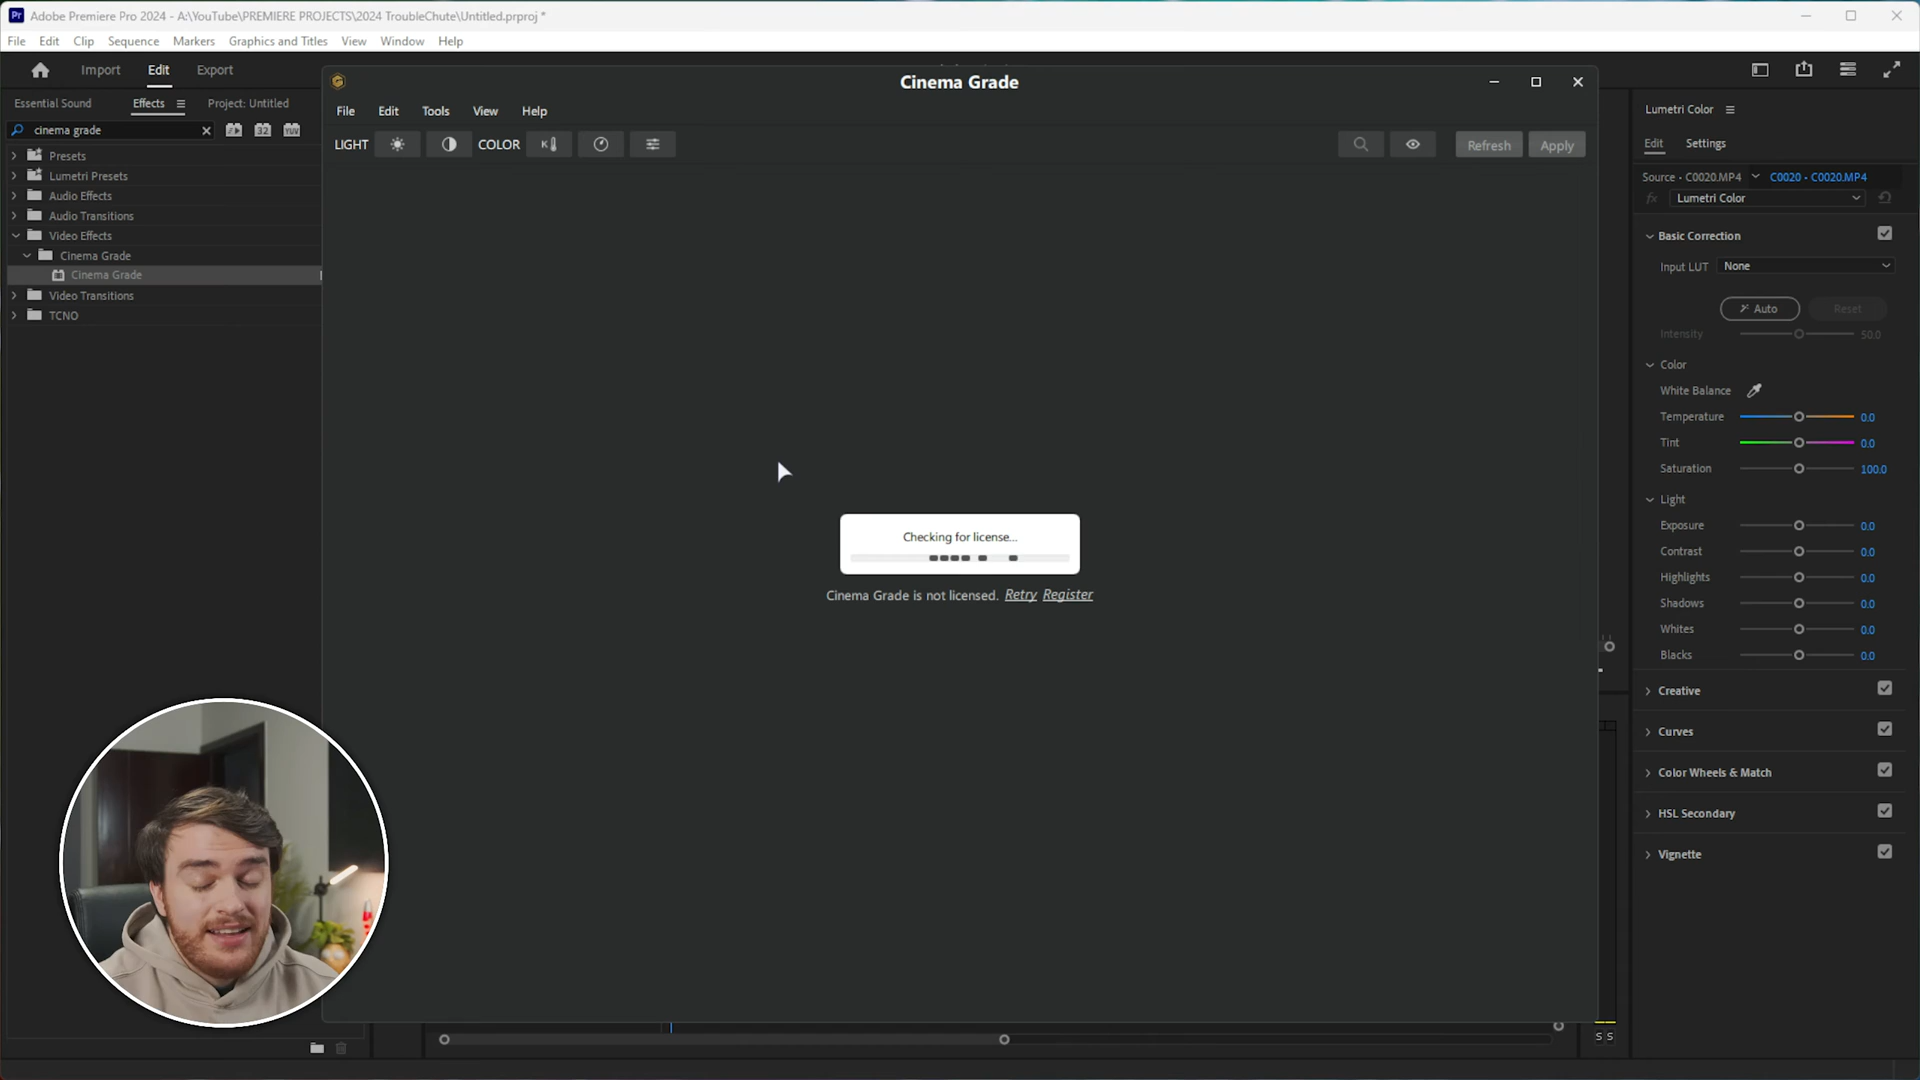 Adobe Premiere Pro 2024 - A:\YouTube\PREMIERE PROJECTS\2024 TroubleChute\Untitled.prproj *
File Edit Clip Sequence Markers Graphics and Titles View Window Help
Import Edit Export
Essential Sound Effects Project: Untitled
cinema grade
32 YUV
Presets
Lumetri Presets
Audio Effects
Audio Transitions
Video Effects
Cinema Grade
Cinema Grade
Video Transitions
TCNO
Cinema Grade
File Edit Tools View Help
LIGHT COLOR K
Refresh Apply
Checking for license...
Cinema Grade is not licensed. Retry Register
Lumetri Color
Edit Settings
Source - C0020.MP4 C0020 - C0020.MP4
fx Lumetri Color
Basic Correction
Input LUT None
Auto Reset
Intensity 50.0
Color
White Balance
Temperature 0.0
Tint 0.0
Saturation 100.0
Light
Exposure 0.0
Contrast 0.0
Highlights 0.0
Shadows 0.0
Whites 0.0
Blacks 0.0
Creative
Curves
Color Wheels & Match
HSL Secondary
Vignette
S S